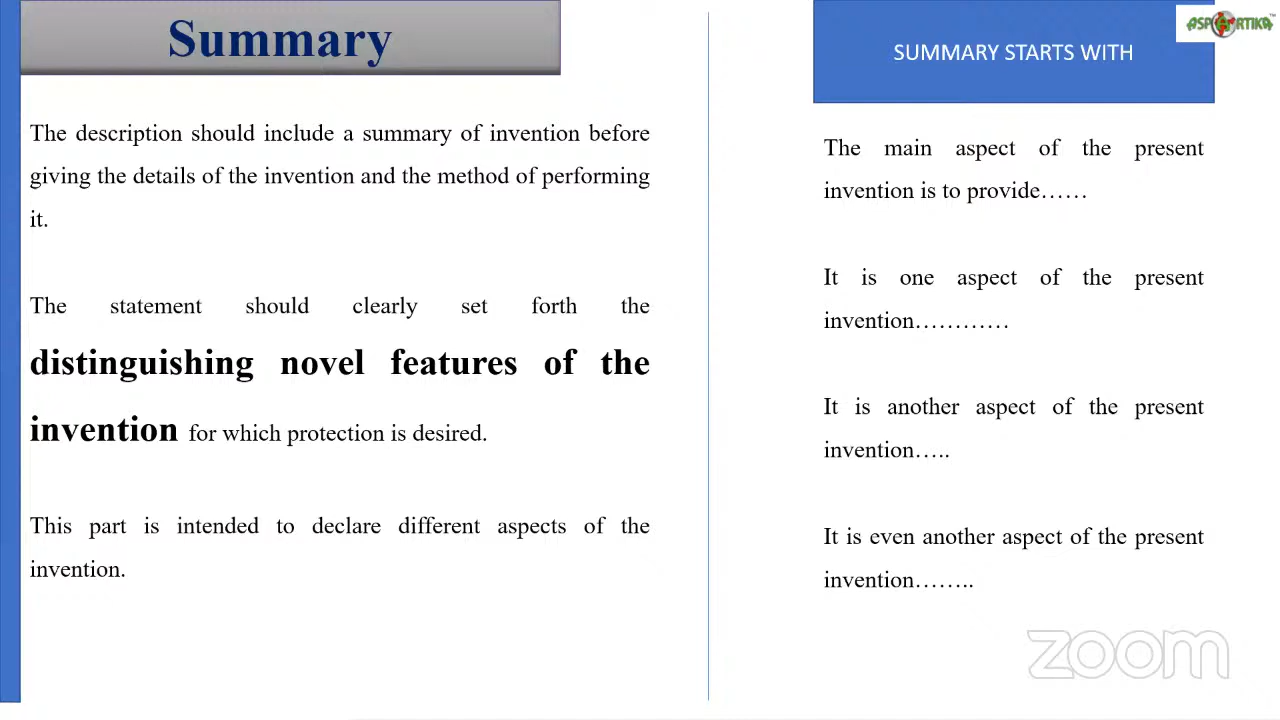 Summary
The description should include a summary of invention before
giving the details of the invention and the method of performing
it.
The statement should clearly set forth the
distinguishing novel features of the
invention for which protection is desired.
This part is intended to declare different aspects of the
invention.
ASPARTIKA™
SUMMARY STARTS WITH
The main aspect of the present
invention is to provide……
It is one aspect of the present
invention…………
It is another aspect of the present
invention…..
It is even another aspect of the present
invention……..
zoom